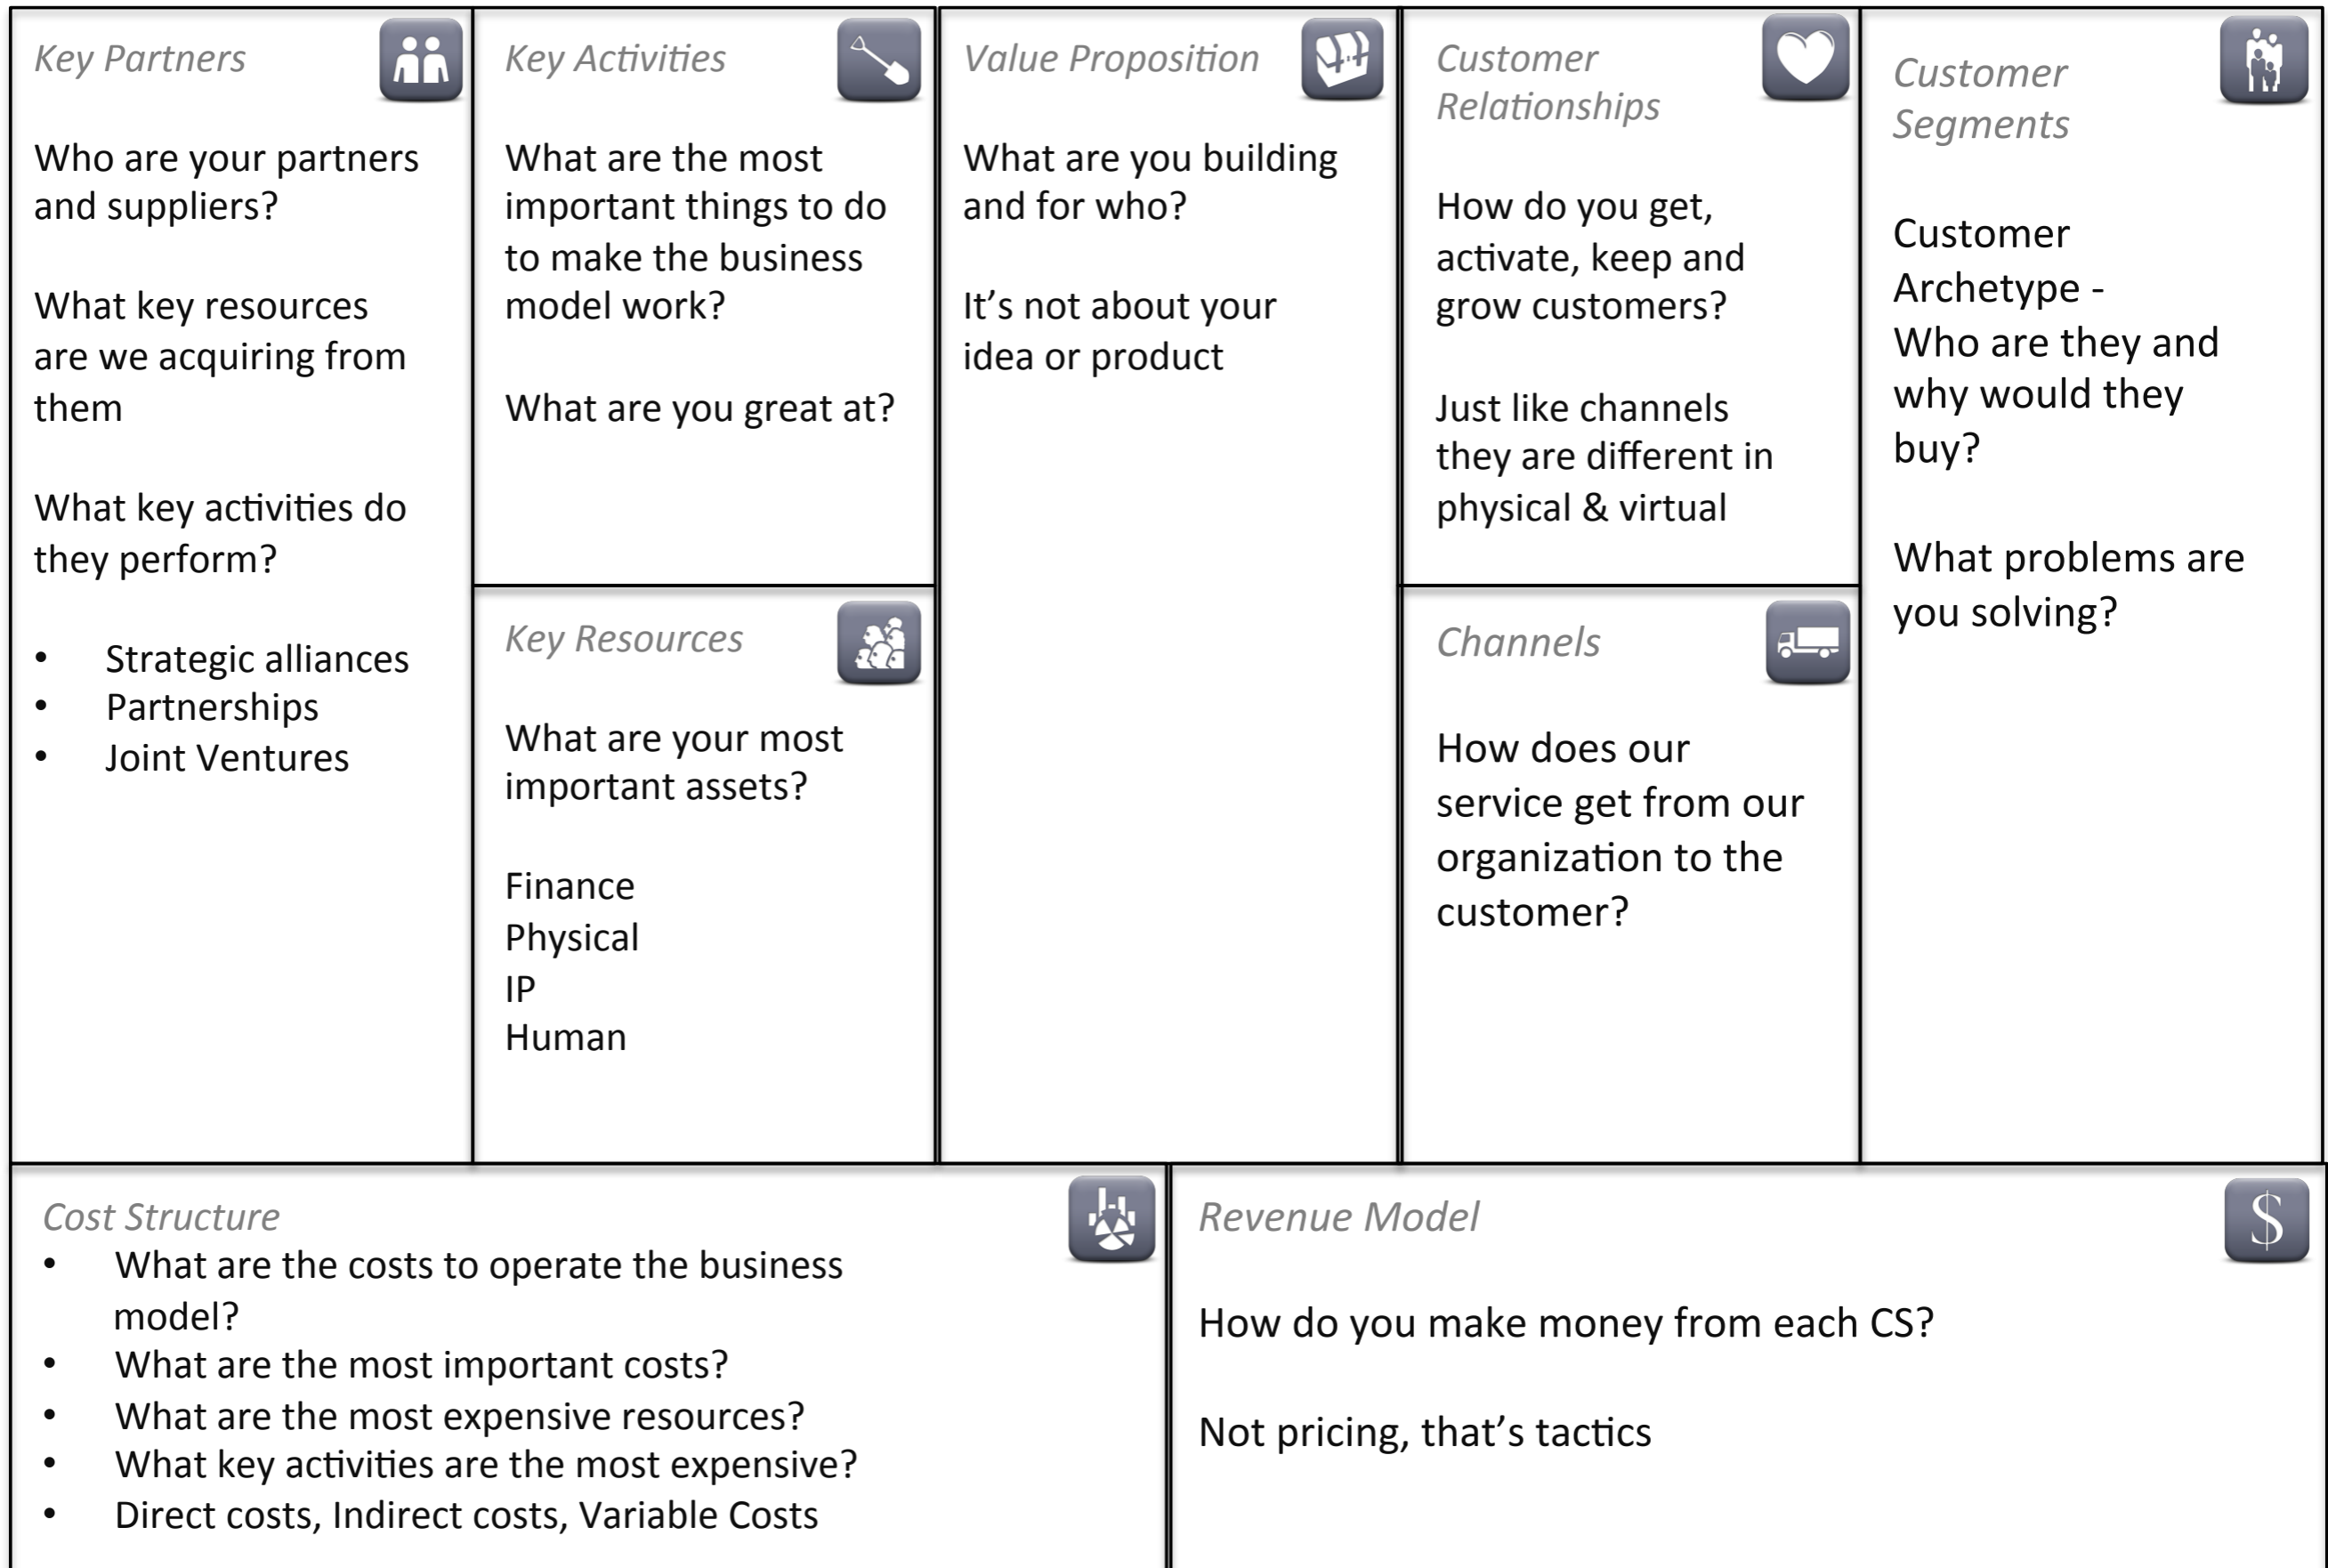 Key Partners
Who are your partners
and suppliers?
What key resources
are we acquiring from
them
What key activities do
they perform?
• Strategic alliances
• Partnerships
• Joint Ventures
Key Activities
What are the most
important things to do
to make the business
model work?
What are you great at?
Key Resources
What are your most
important assets?
Finance
Physical
IP
Human
Value Proposition
What are you building
and for who?
It’s not about your
idea or product
Customer
Relationships
How do you get,
activate, keep and
grow customers?
Just like channels
they are different in
physical & virtual
Channels
How does our
service get from our
organization to the
customer?
Customer
Segments
Customer
Archetype -
Who are they and
why would they
buy?
What problems are
you solving?
Cost Structure
• What are the costs to operate the business
model?
• What are the most important costs?
• What are the most expensive resources?
• What key activities are the most expensive?
• Direct costs, Indirect costs, Variable Costs
Revenue Model
$
How do you make money from each CS?
Not pricing, that’s tactics